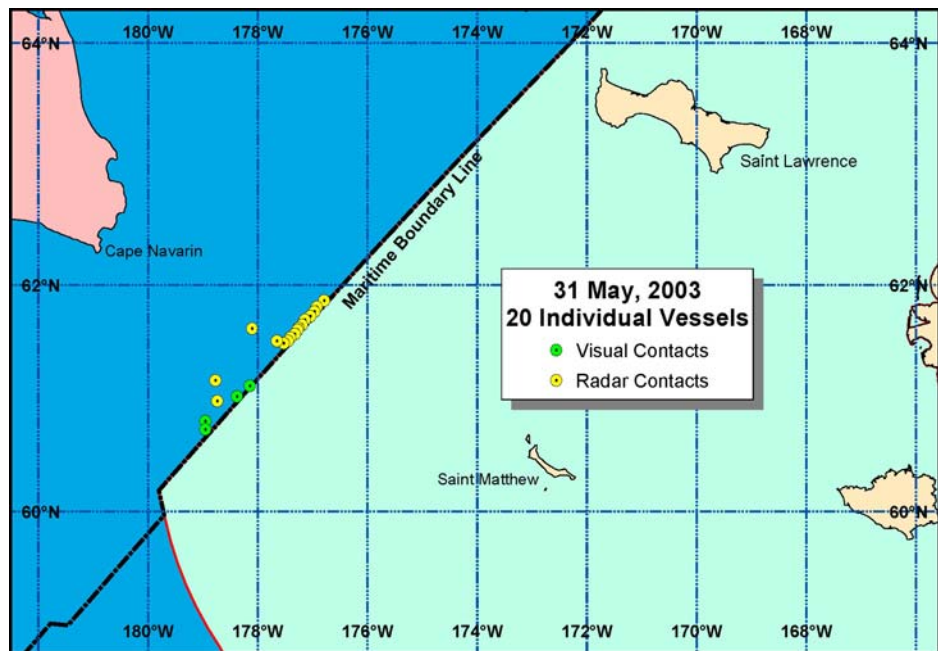 180°W 178°W 176°W 174°W 172°W 170°W 168°W
64°N 64°N
Saint Lawrence
Cape Navarin
Maritime Boundary Line
62°N 62°N
31 May, 2003
20 Individual Vessels
Visual Contacts
Radar Contacts
Saint Matthew
60°N 60°N
180°W 178°W 176°W 174°W 172°W 170°W 168°W